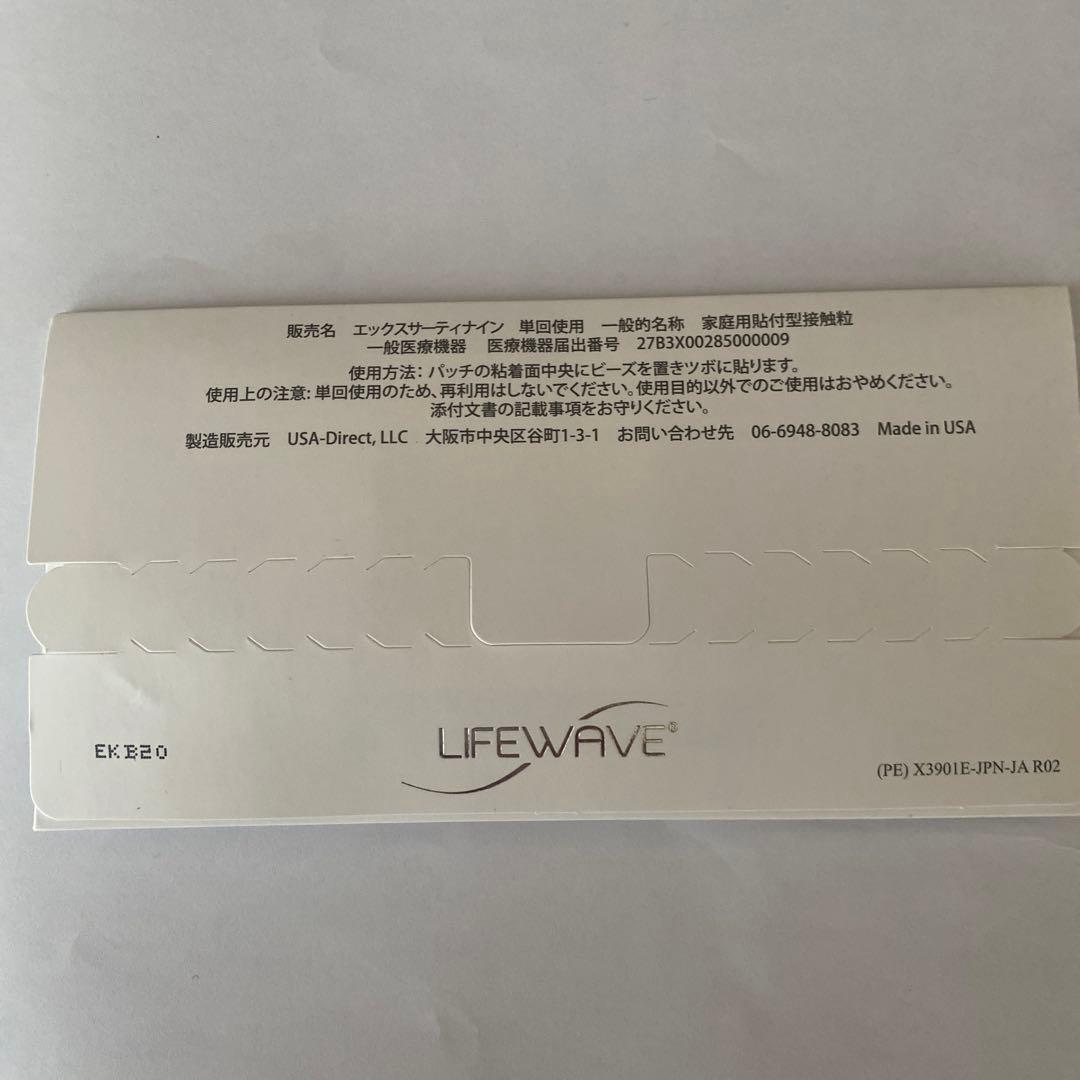 販売名 エックスサーティナイン 単回使用 一般的名称 家庭用貼付型接触粒
一般医療機器 医療機器届出番号 27B3X00285000009
使用方法: パッチの粘着面中央にビーズを置きツボに貼ります。
使用上の注意: 単回使用のため、再利用はしないでください。使用目的以外でのご使用はおやめください。
添付文書の記載事項をお守りください。
製造販売元 USA-Direct, LLC 大阪市中央区谷町1-3-1 お問い合わせ先 06-6948-8083 Made in USA
EKB20
LIFEWAVE®
(PE) X3901E-JPN-JA R02